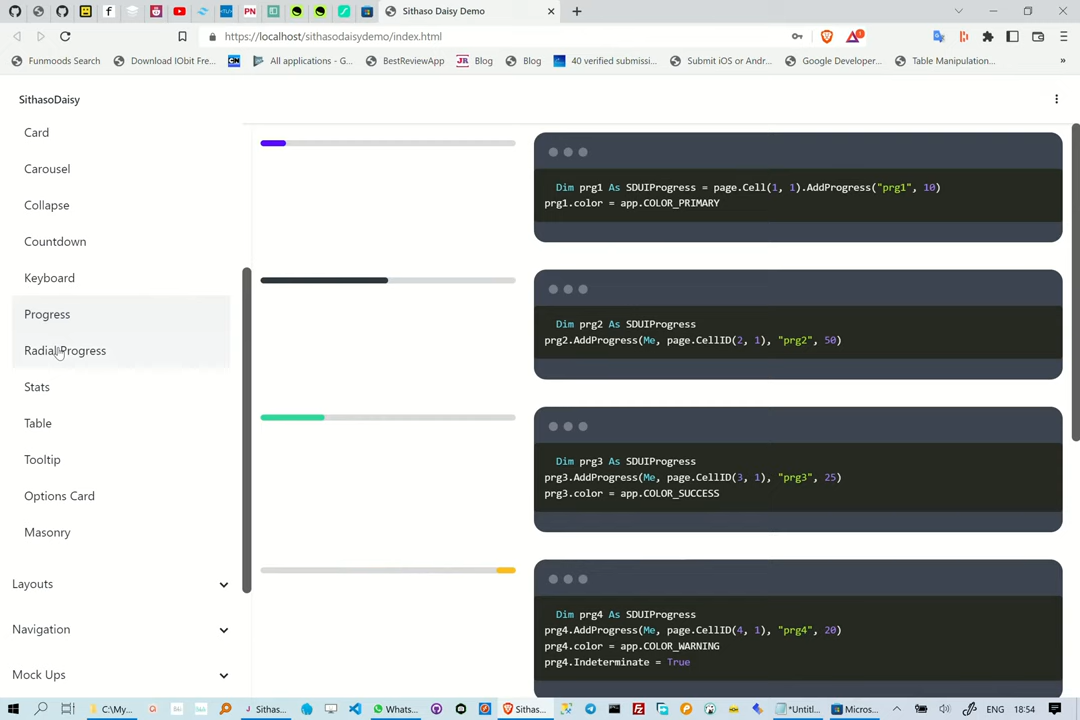 Sithaso Daisy Demo
https://localhost/sithasodaisydemo/index.html
Funmoods Search
Download IObit Fre...
All applications - G...
BestReviewApp
JR
Blog
Blog
40 verified submissi...
Submit iOS or Andr...
Google Developer...
Table Manipulation...
»
SithasoDaisy
Card
Carousel
Collapse
Countdown
Keyboard
Progress
Radial Progress
Stats
Table
Tooltip
Options Card
Masonry
Layouts
Navigation
Mock Ups
Dim prg1 As SDUIProgress = page.Cell(1, 1).AddProgress("prg1", 10)
prg1.color = app.COLOR_PRIMARY
Dim prg2 As SDUIProgress
prg2.AddProgress(Me, page.CellID(2, 1), "prg2", 50)
Dim prg3 As SDUIProgress
prg3.AddProgress(Me, page.CellID(3, 1), "prg3", 25)
prg3.color = app.COLOR_SUCCESS
Dim prg4 As SDUIProgress
prg4.AddProgress(Me, page.CellID(4, 1), "prg4", 20)
prg4.color = app.COLOR_WARNING
prg4.Indeterminate = True
C:\My...
Sithas...
Whats...
Sithas...
*Untitl...
Micros...
ENG
18:54